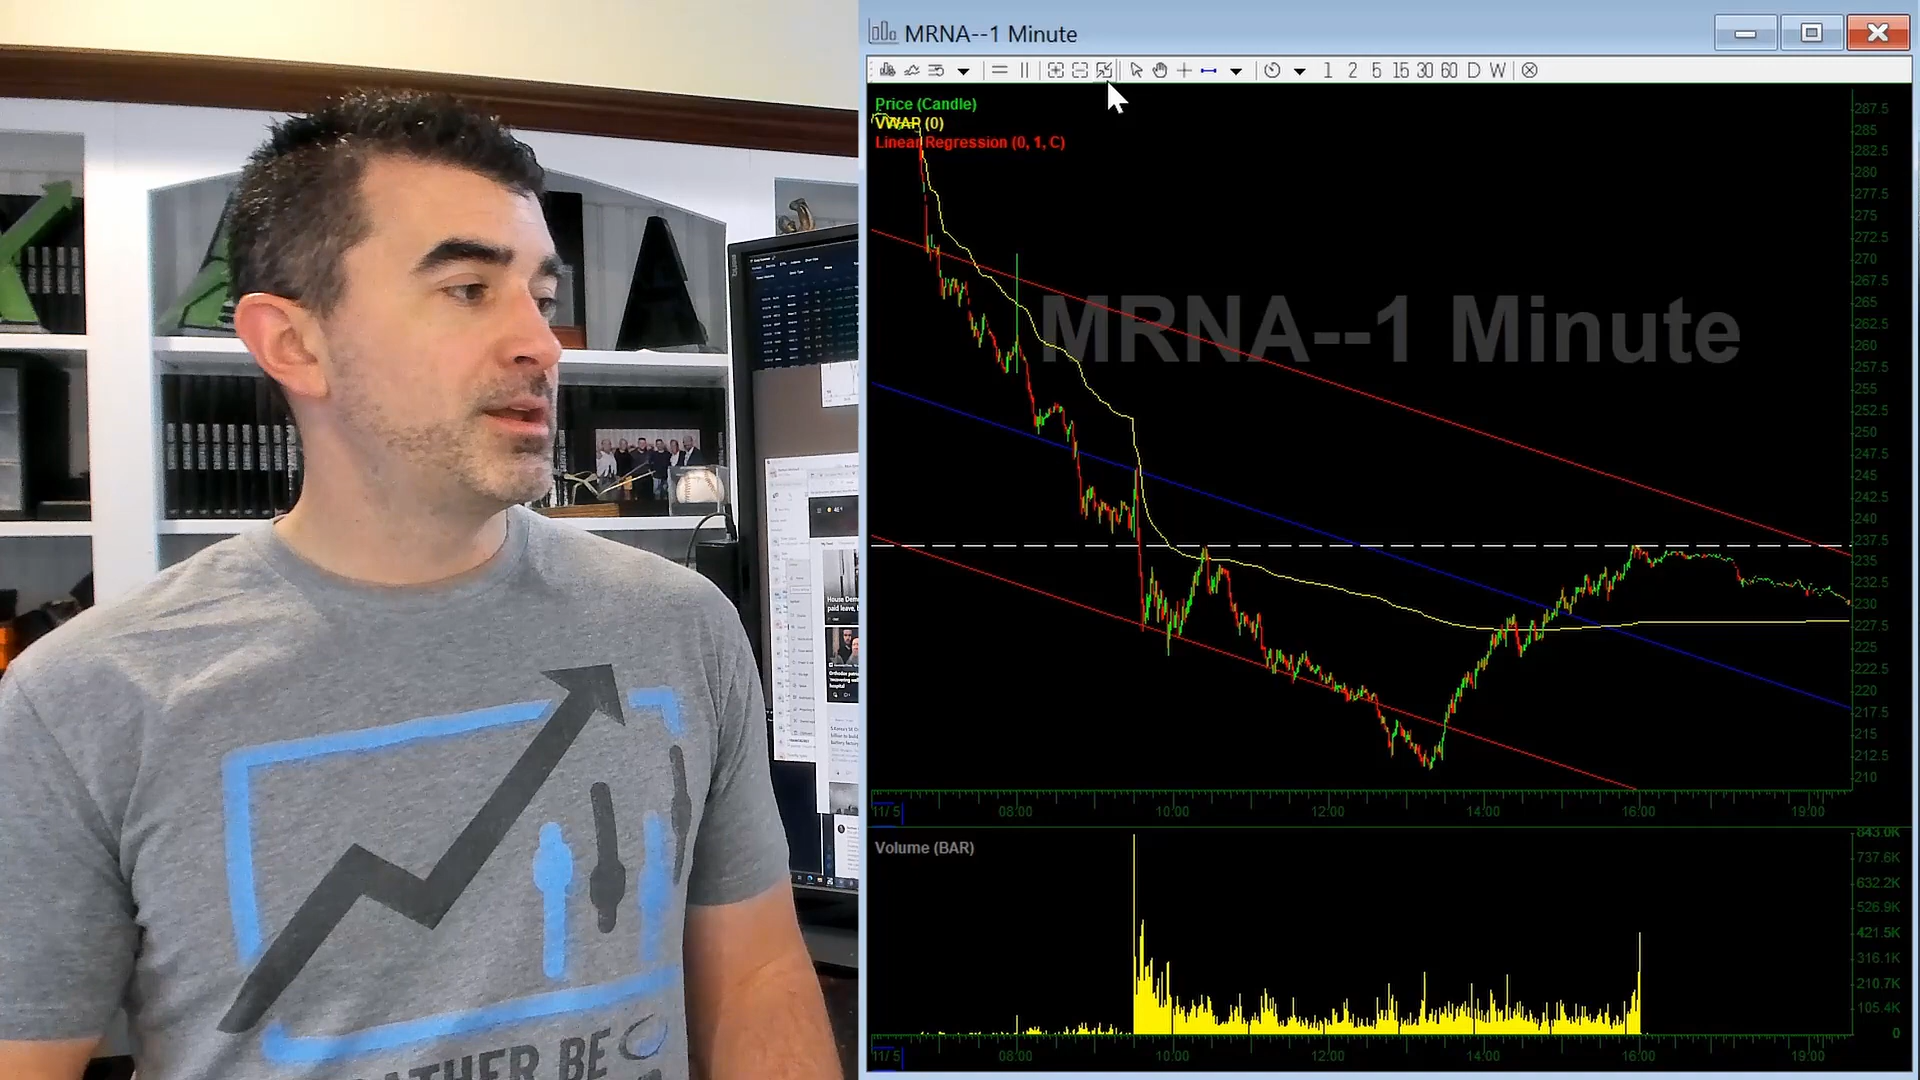 MRNA--1 Minute
1 2 5 15 30 60 D W
Price (Candle)
VWAP (0)
Linear Regression (0, 1, C)
MRNA--1 Minute
287.5
285
282.5
280
277.5
275
272.5
270
267.5
265
262.5
260
257.5
255
252.5
250
247.5
245
242.5
240
237.5
235
232.5
230
227.5
225
222.5
220
217.5
215
212.5
210
11/ 5 08:00 10:00 12:00 14:00 16:00 19:00
Volume (BAR)
843.0K
737.6K
632.2K
526.9K
421.5K
316.1K
210.7K
105.4K
0
11/ 5 08:00 10:00 12:00 14:00 16:00 19:00
House Dem
paid leave,
ATHER BE